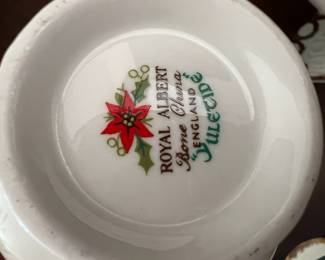 ROYAL ALBERT
Bone China
ENGLAND
"YULETIDE"